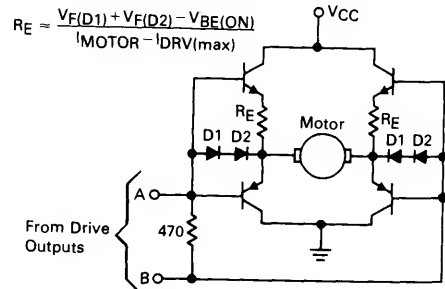 R_E = V_F(D1) + V_F(D2) − V_BE(ON) / I_MOTOR − I_DRV(max)
VCC
R_E
R_E
Motor
D1 D2
D1 D2
A
470
From Drive
Outputs
B